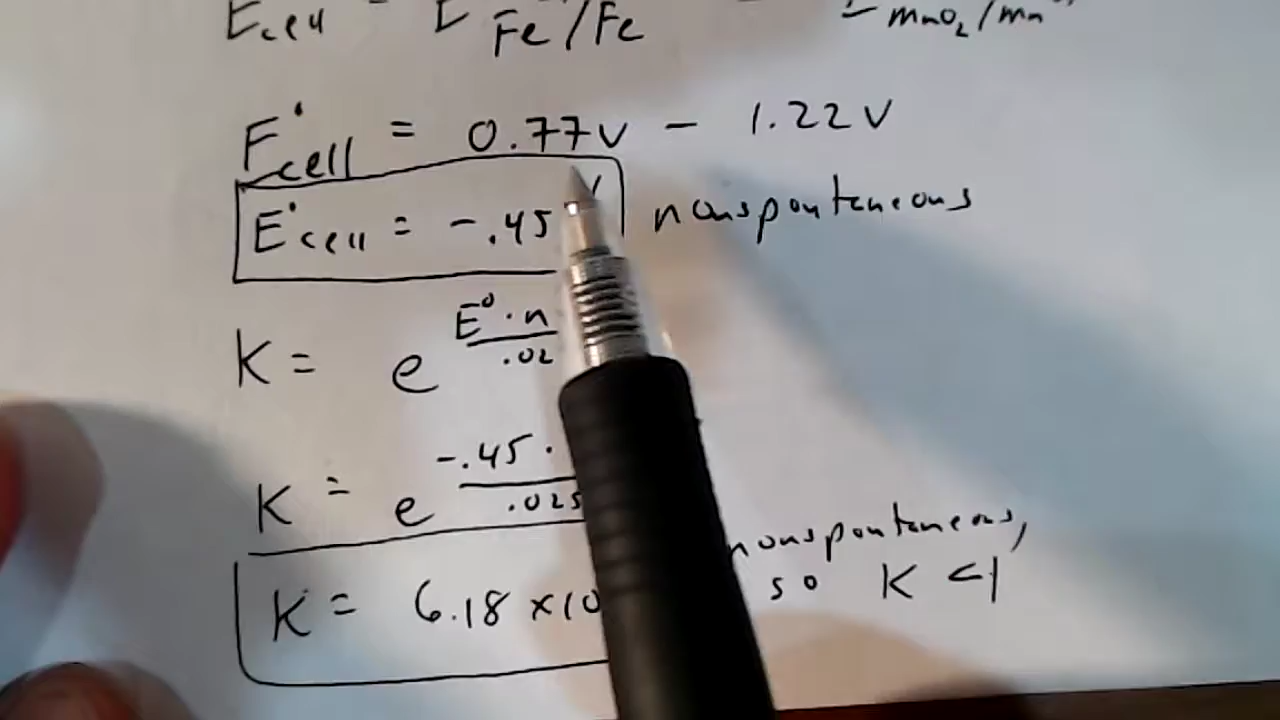 Ecell = E Fe/Fe - E MnO2/Mn
E°cell = 0.77V - 1.22V
E°cell = -.45 nonspontaneous
K = e E°·n/.02
K = e -.45·/.025
K = 6.18 x10 nonspontaneous,
so K <1